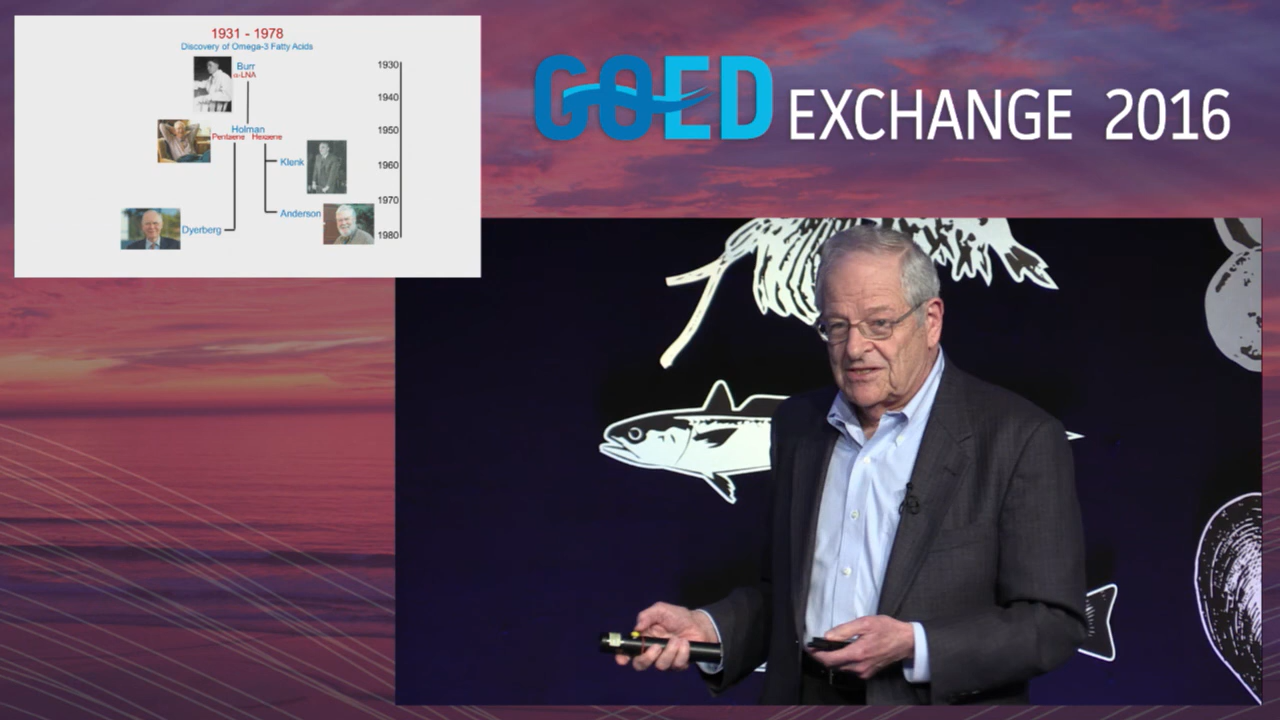 1931 - 1978
Discovery of Omega-3 Fatty Acids
Burr
α-LNA
Holman
Pentaene Hexaene
Klenk
Anderson
Dyerberg
1930
1940
1950
1960
1970
1980
GOED EXCHANGE 2016